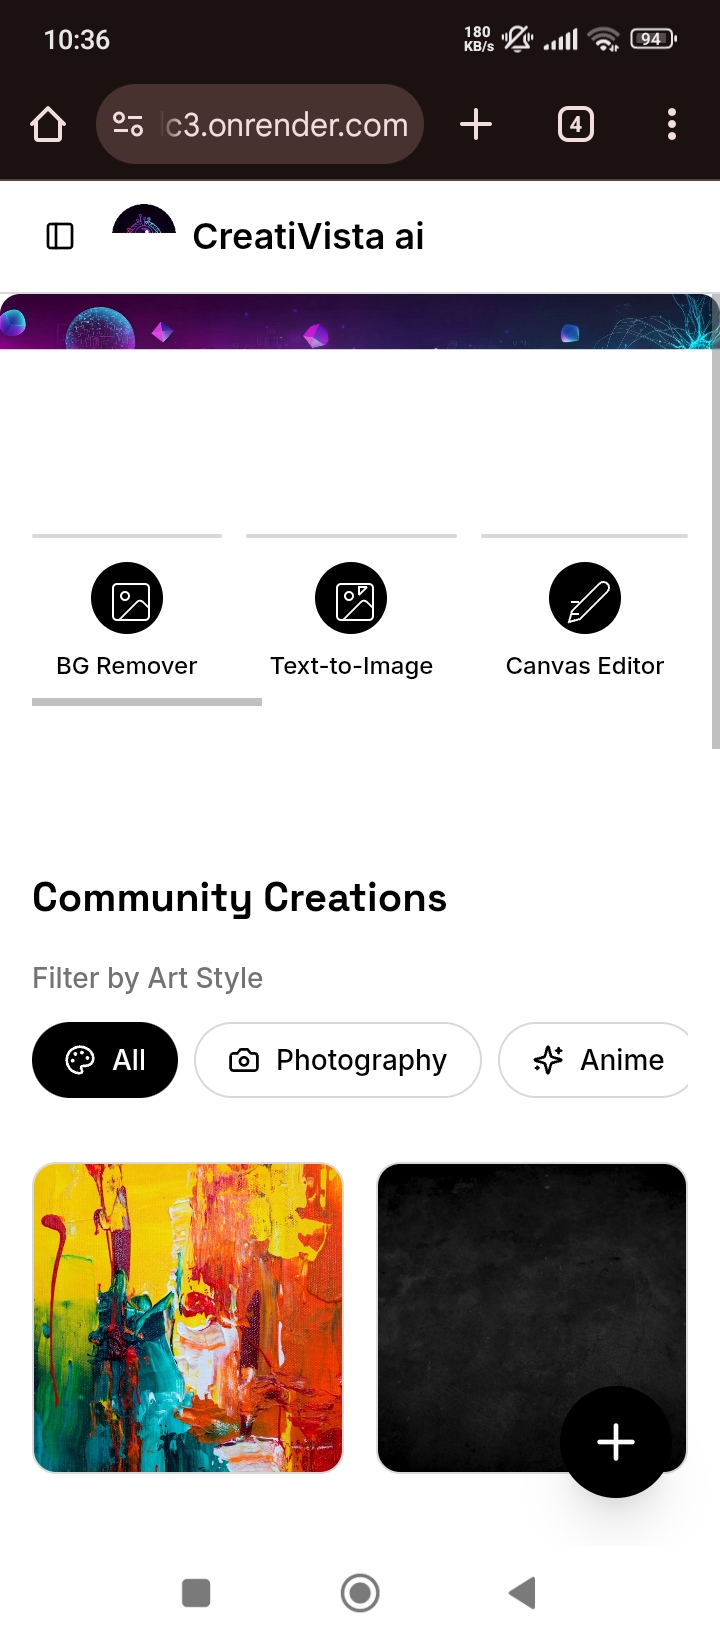 10:36
180
KB/s
94
c3.onrender.com
4
CreatiVista ai
BG Remover
Text-to-Image
Canvas Editor
Community Creations
Filter by Art Style
All
Photography
Anime